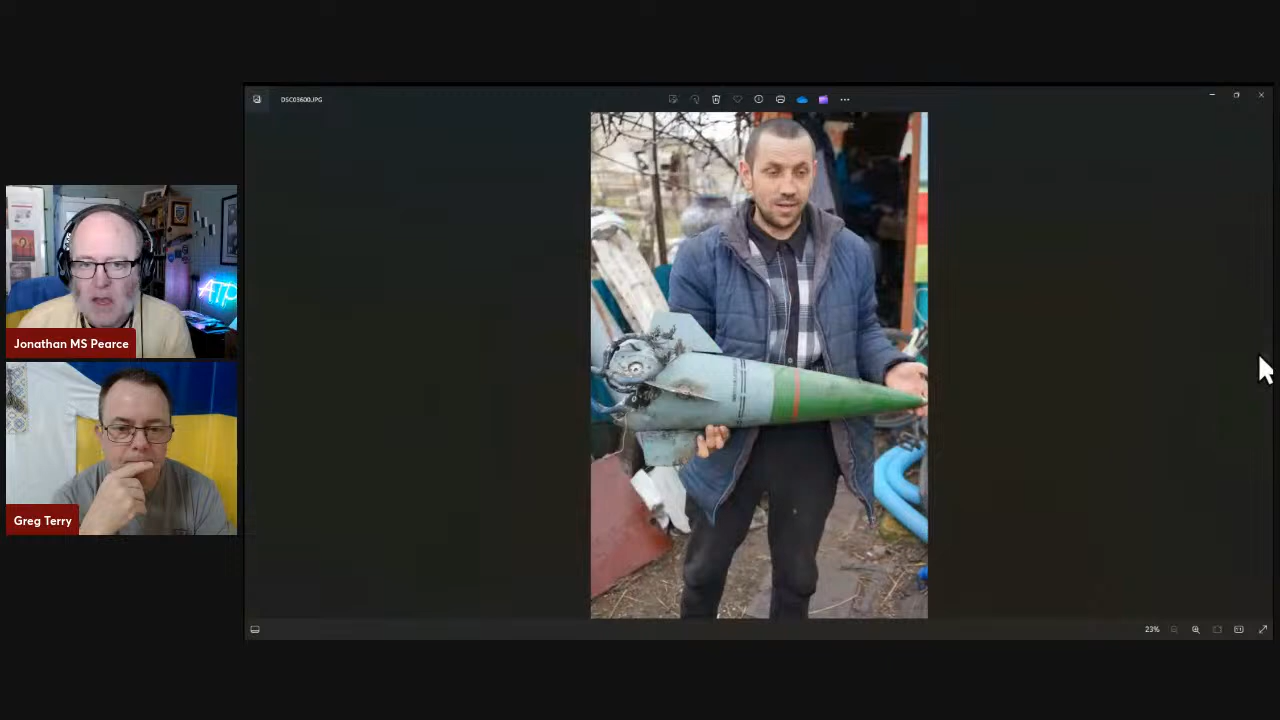 DSC03600.JPG
ATP
Jonathan MS Pearce
Greg Terry
23%